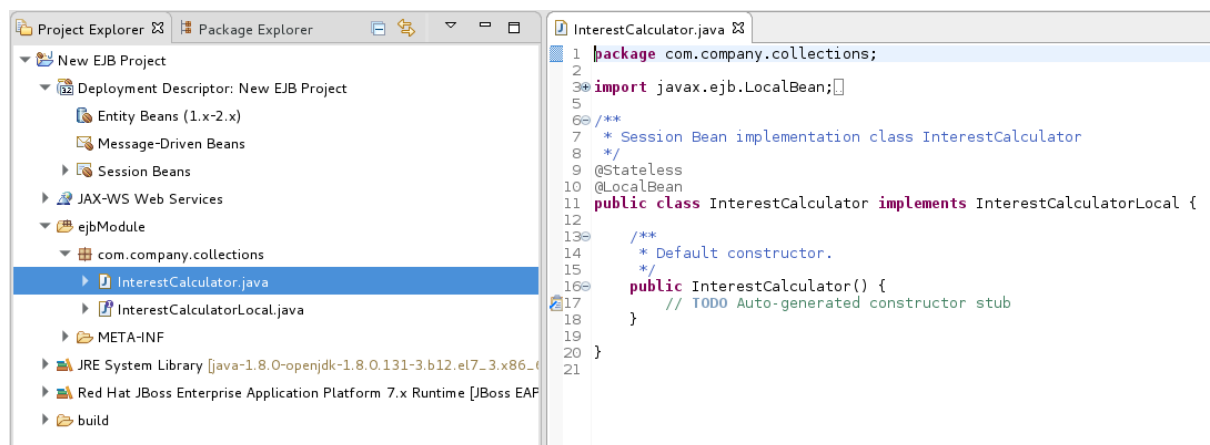 Project Explorer
Package Explorer
New EJB Project
Deployment Descriptor: New EJB Project
Entity Beans (1.x-2.x)
Message-Driven Beans
Session Beans
JAX-WS Web Services
ejbModule
com.company.collections
InterestCalculator.java
InterestCalculatorLocal.java
META-INF
JRE System Library [java-1.8.0-openjdk-1.8.0.131-3.b12.el7_3.x86_6
Red Hat JBoss Enterprise Application Platform 7.x Runtime [JBoss EAP
build
InterestCalculator.java
1 package com.company.collections;
2
3 import javax.ejb.LocalBean;
5
6 /**
7  * Session Bean implementation class InterestCalculator
8  */
9 @Stateless
10 @LocalBean
11 public class InterestCalculator implements InterestCalculatorLocal {
12
13     /**
14      * Default constructor.
15      */
16     public InterestCalculator() {
17         // TODO Auto-generated constructor stub
18     }
19
20 }
21